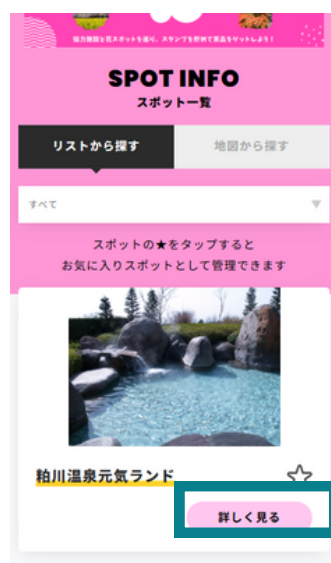 協力施設と花スポットを巡り、スタンプを貯めて賞品をゲットしよう！
SPOT INFO
スポット一覧
リストから探す
地図から探す
すべて
スポットの★をタップすると
お気に入りスポットとして管理できます
粕川温泉元気ランド
詳しく見る